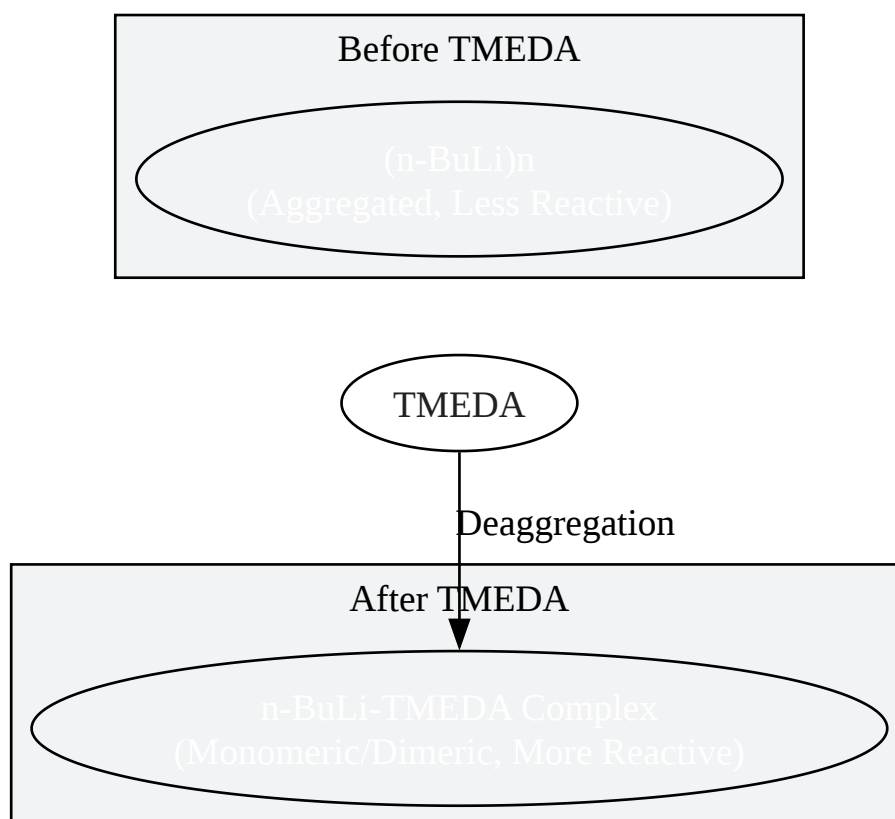 Before TMEDA
(n-BuLi)n
(Aggregated, Less Reactive)
TMEDA
Deaggregation
After TMEDA
n-BuLi-TMEDA Complex
(Monomeric/Dimeric, More Reactive)